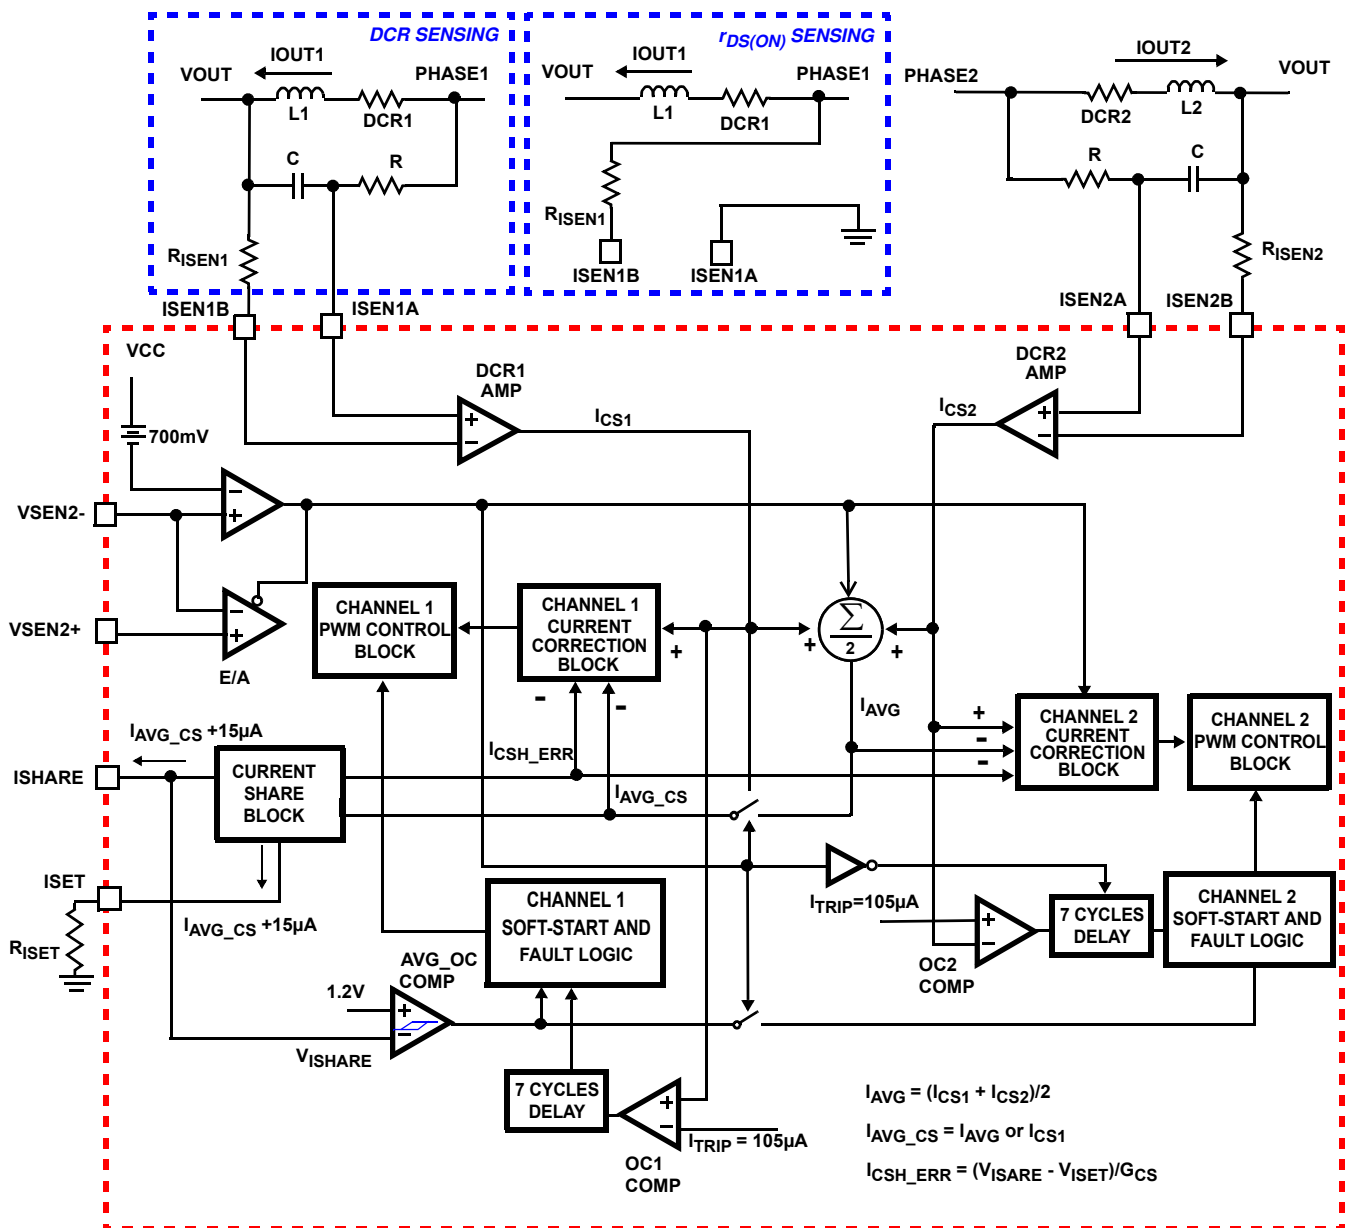 DCR SENSING
IOUT1
VOUT
PHASE1
L1
DCR1
C
R
RISEN1
ISEN1B
ISEN1A
rDS(ON) SENSING
IOUT1
VOUT
PHASE1
L1
DCR1
RISEN1
ISEN1B
ISEN1A
IOUT2
PHASE2
VOUT
DCR2
L2
R
C
RISEN2
ISEN2A
ISEN2B
VCC
700mV
DCR1
AMP
+
−
ICS1
DCR2
AMP
+
−
ICS2
VSEN2-
−
+
VSEN2+
−
+
E/A
CHANNEL 1
PWM CONTROL
BLOCK
CHANNEL 1
CURRENT
CORRECTION
BLOCK
+
-
-
Σ
2
+
+
IAVG
CHANNEL 2
CURRENT
CORRECTION
BLOCK
+
-
-
CHANNEL 2
PWM CONTROL
BLOCK
IAVG_CS +15µA
ISHARE
CURRENT
SHARE
BLOCK
ICSH_ERR
IAVG_CS
ISET
IAVG_CS +15µA
RISET
CHANNEL 1
SOFT-START AND
FAULT LOGIC
ITRIP=105µA
+
−
OC2
COMP
7 CYCLES
DELAY
CHANNEL 2
SOFT-START AND
FAULT LOGIC
AVG_OC
COMP
1.2V
+
−
VISHARE
7 CYCLES
DELAY
+
−
ITRIP = 105µA
OC1
COMP
IAVG = (ICS1 + ICS2)/2
IAVG_CS = IAVG or ICS1
ICSH_ERR = (VISARE - VISET)/GCS